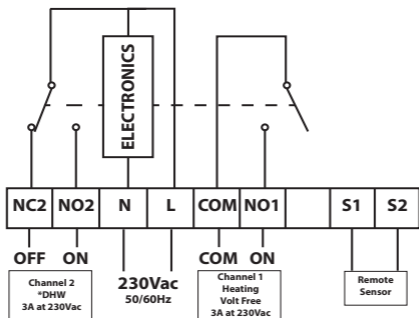 ELECTRONICS
NC2 NO2 N L COM NO1 S1 S2
OFF ON COM ON
230Vac
50/60Hz
Channel 2
*DHW
3A at 230Vac
Channel 1
Heating
Volt Free
3A at 230Vac
Remote
Sensor